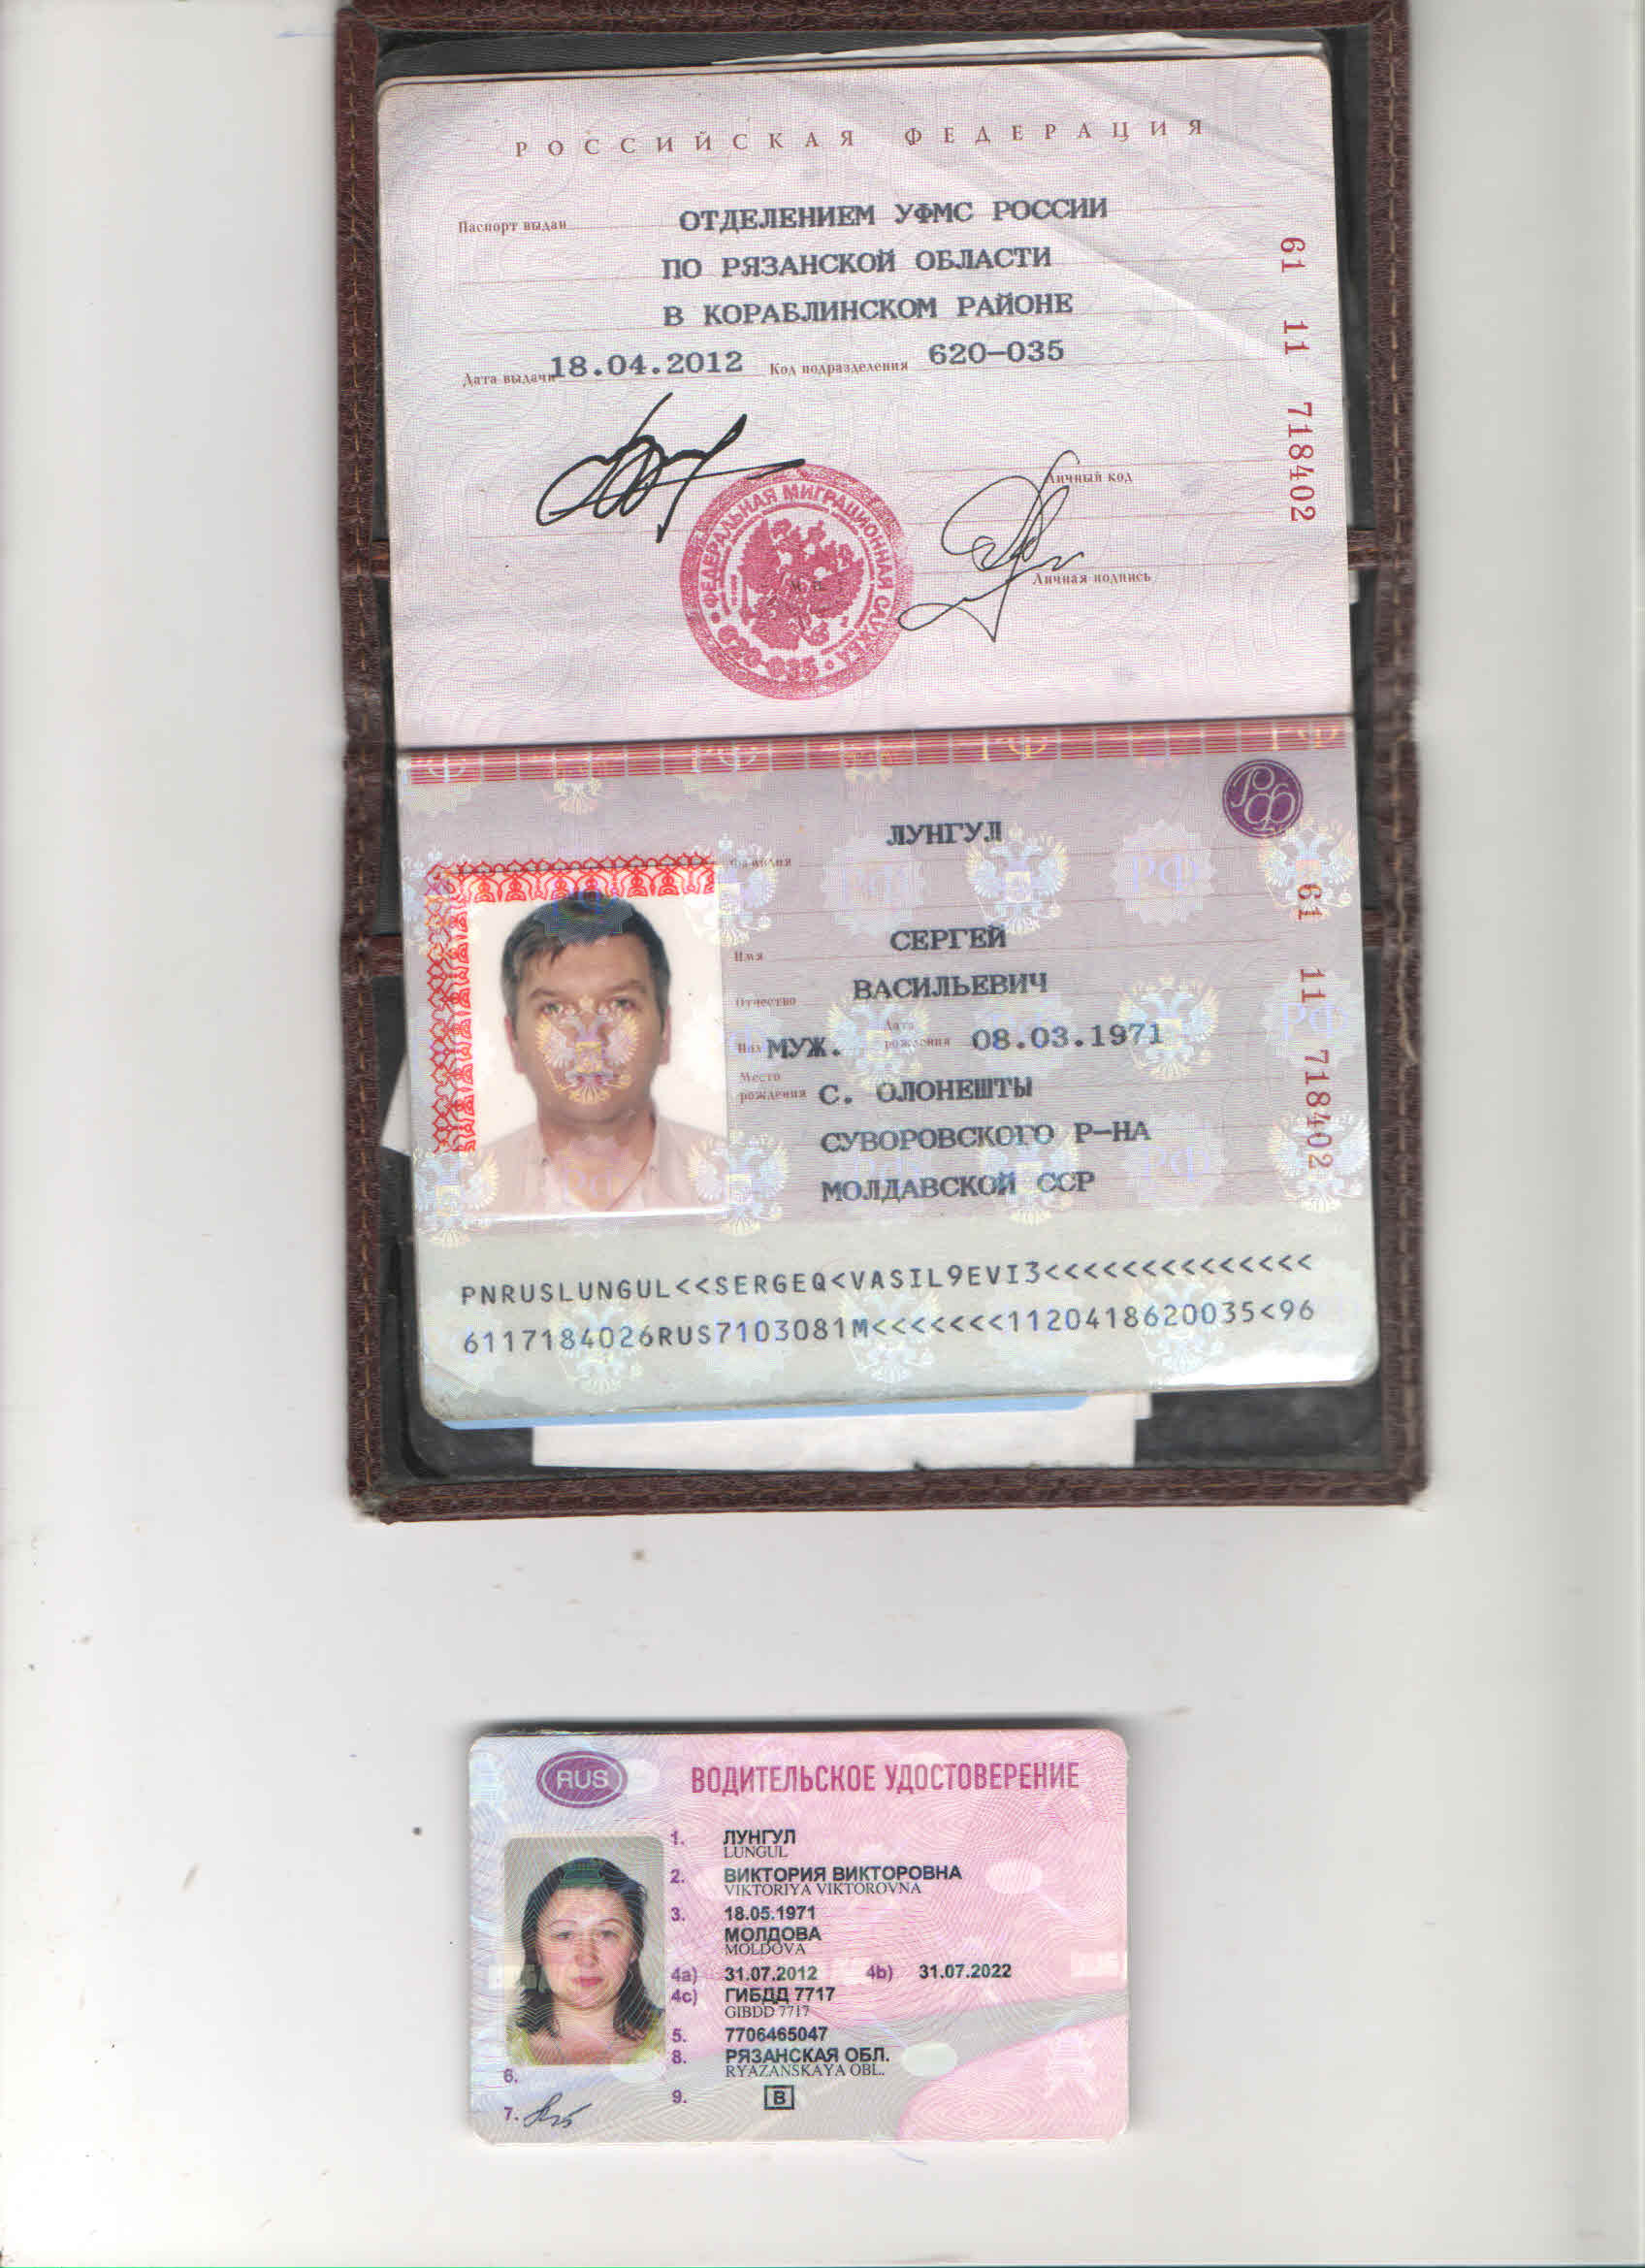 РОССИЙСКАЯ ФЕДЕРАЦИЯ
Паспорт выдан ОТДЕЛЕНИЕМ УФМС РОССИИ
ПО РЯЗАНСКОЙ ОБЛАСТИ
В КОРАБЛИНСКОМ РАЙОНЕ
Дата выдачи 18.04.2012 Код подразделения 620-035
61 11 718402
Личный код
ФЕДЕРАЛЬНАЯ МИГРАЦИОННАЯ СЛУЖБА
620-035
Личная подпись
РФ
ЛУНГУЛ
Фамилия
СЕРГЕЙ
Имя
Отчество ВАСИЛЬЕВИЧ
Пол МУЖ. Дата рождения 08.03.1971
Место рождения С. ОЛОНЕШТЫ
СУВОРОВСКОГО Р-НА
МОЛДАВСКОЙ ССР
61 11 718402
PNRUSLUNGUL<<SERGEQ<VASIL9EVI3<<<<<<<<<<<<<<
6117184026RUS7103081M<<<<<<<1120418620035<96
RUS ВОДИТЕЛЬСКОЕ УДОСТОВЕРЕНИЕ
1. ЛУНГУЛ
LUNGUL
2. ВИКТОРИЯ ВИКТОРОВНА
VIKTORIYA VIKTOROVNA
3. 18.05.1971
МОЛДОВА
MOLDOVA
4a) 31.07.2012 4b) 31.07.2022
4c) ГИБДД 7717
GIBDD 7717
5. 7706465047
8. РЯЗАНСКАЯ ОБЛ.
RYAZANSKAYA OBL.
6.
9. B
7.